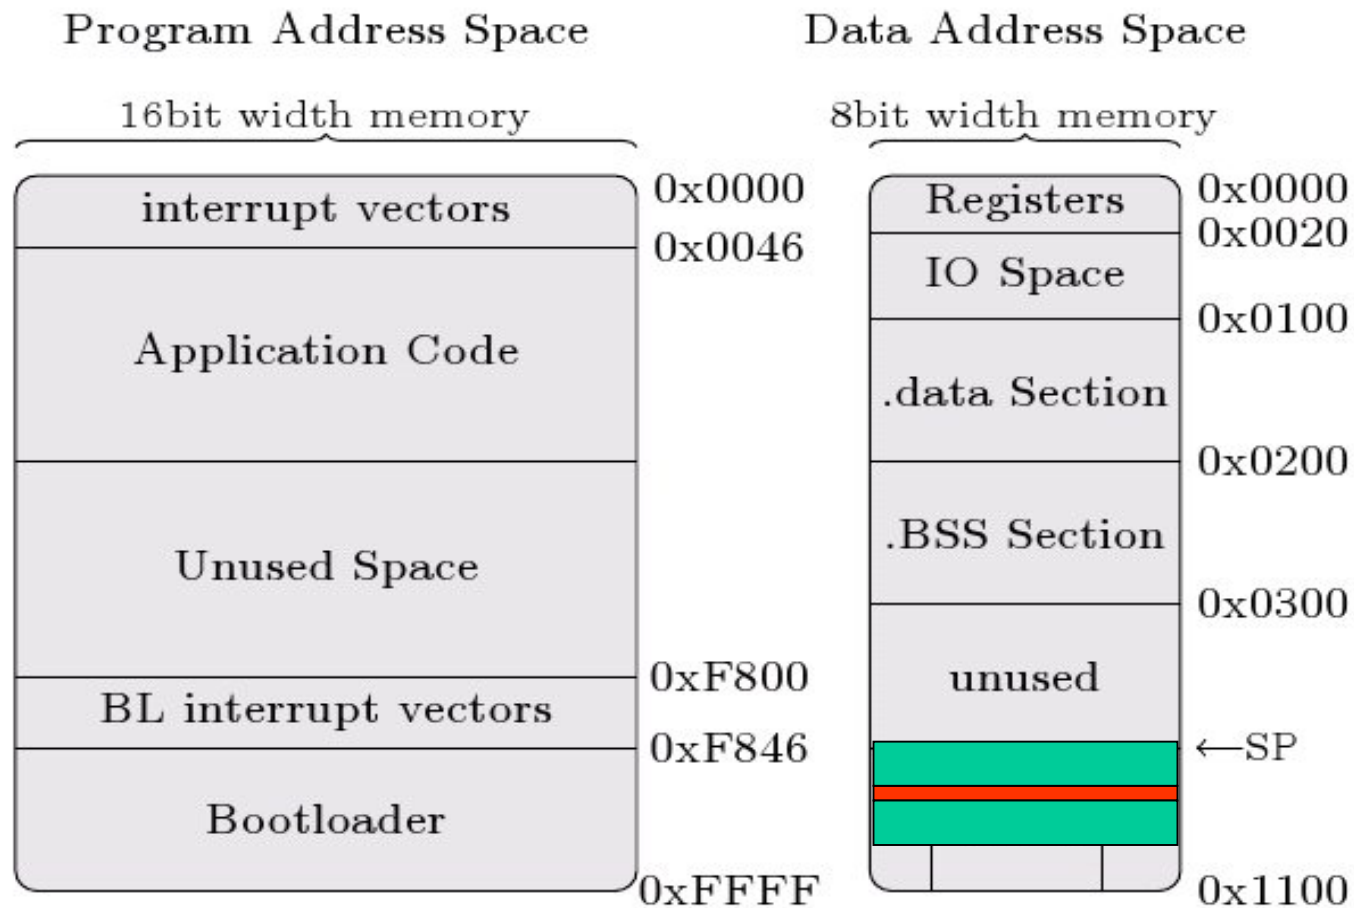 Program Address Space
Data Address Space
16bit width memory
8bit width memory
interrupt vectors
0x0000
0x0046
Application Code
Unused Space
0xF800
BL interrupt vectors
0xF846
Bootloader
0xFFFF
Registers
0x0000
0x0020
IO Space
0x0100
.data Section
0x0200
.BSS Section
0x0300
unused
←SP
0x1100